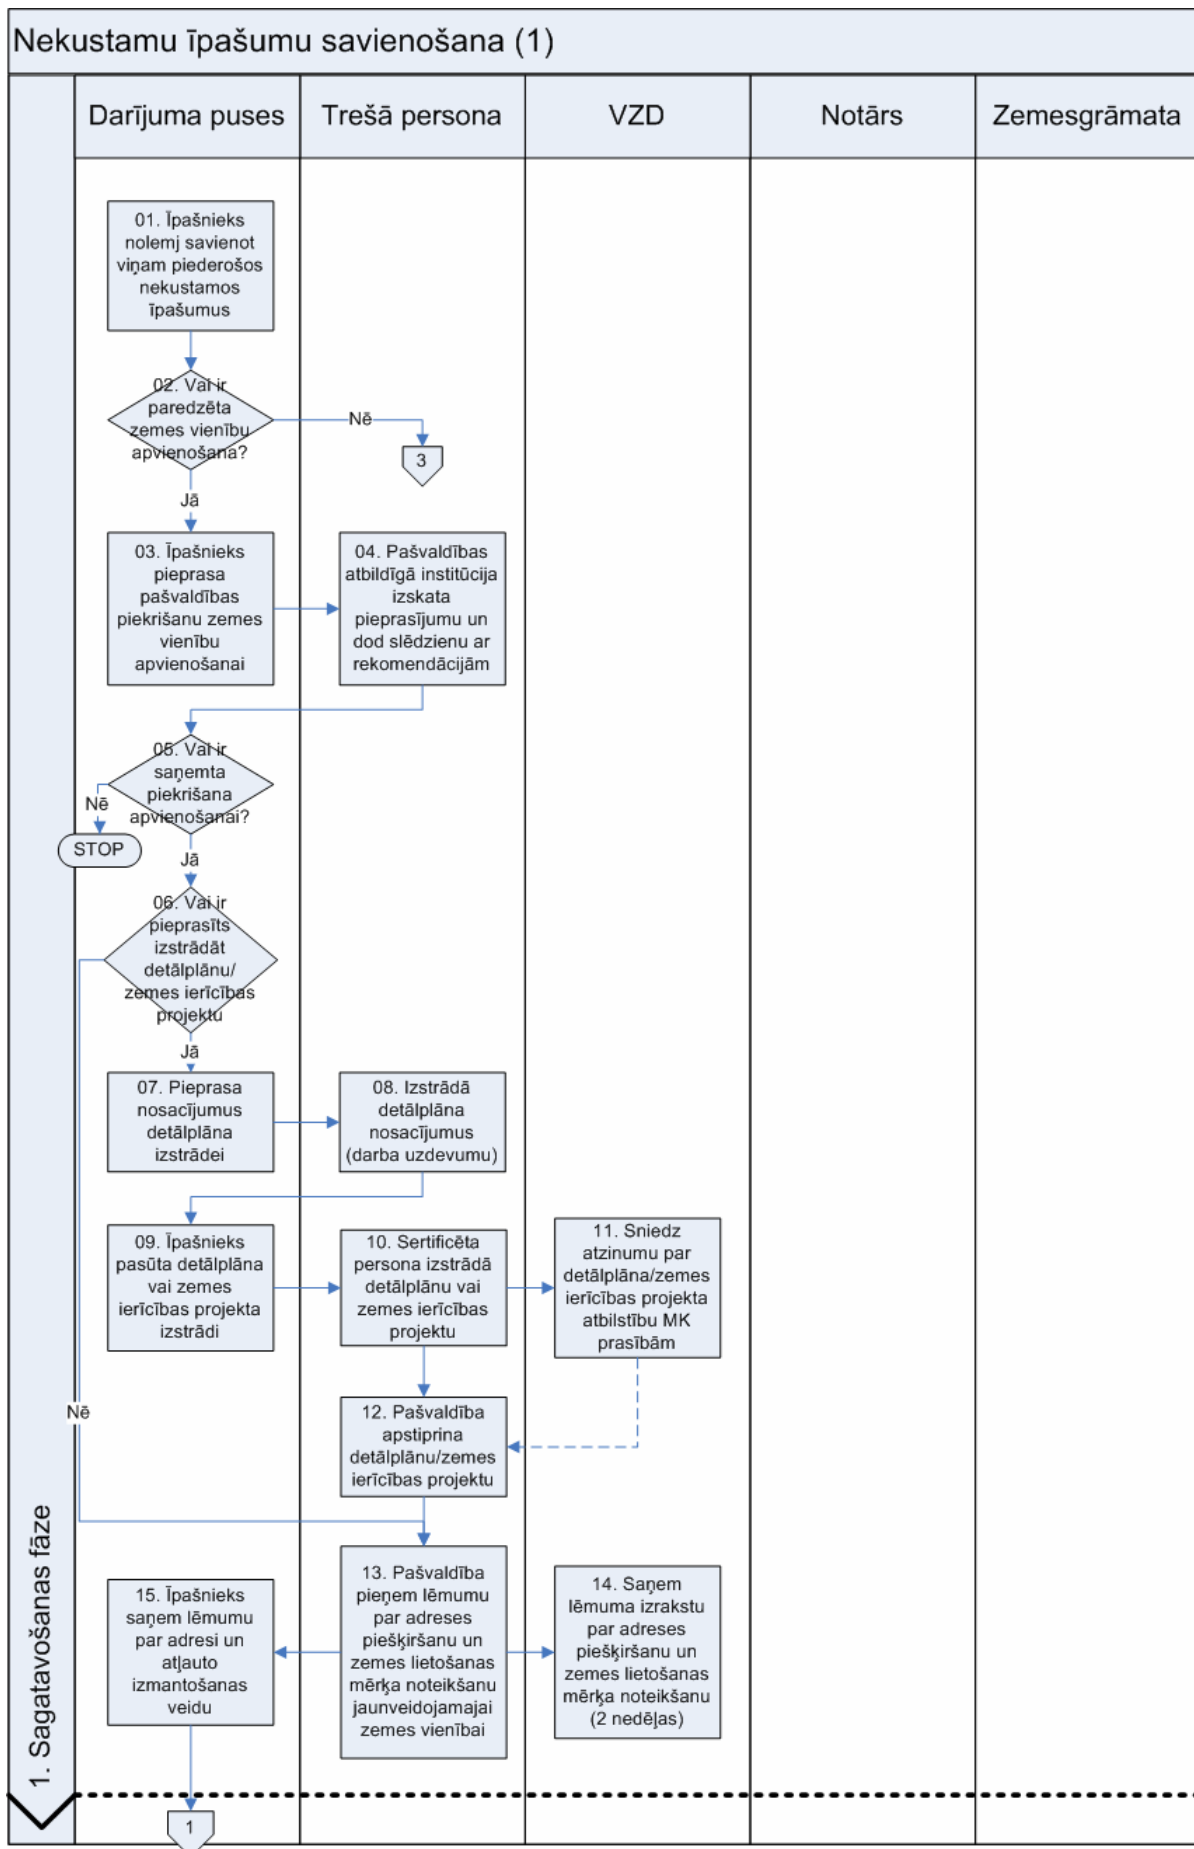 Nekustamu īpašumu savienošana (1)
Darījuma puses
Trešā persona
VZD
Notārs
Zemesgrāmata
01. Īpašnieks
nolemj savienot
viņam piederošos
nekustamos
īpašumus
02. Vai ir
paredzēta
zemes vienību
apvienošana?
Nē
3
Jā
03. Īpašnieks
pieprasa
pašvaldības
piekrišanu zemes
vienību
apvienošanai
04. Pašvaldības
atbildīgā institūcija
izskata
pieprasījumu un
dod slēdzienu ar
rekomendācijām
05. Vai ir
saņemta
piekrišana
apvienošanai?
Nē
STOP
Jā
06. Vai ir
pieprasīts
izstrādāt
detālplānu/
zemes ierīcības
projektu
Jā
07. Pieprasa
nosacījumus
detālplāna
izstrādei
08. Izstrādā
detālplāna
nosacījumus
(darba uzdevumu)
09. Īpašnieks
pasūta detālplāna
vai zemes
ierīcības projekta
izstrādi
10. Sertificēta
persona izstrādā
detālplānu vai
zemes ierīcības
projektu
11. Sniedz
atzinumu par
detālplāna/zemes
ierīcības projekta
atbilstību MK
prasībām
Nē
12. Pašvaldība
apstiprina
detālplānu/zemes
ierīcības projektu
13. Pašvaldība
pieņem lēmumu
par adreses
piešķiršanu un
zemes lietošanas
mērķa noteikšanu
jaunveidojamajai
zemes vienībai
14. Saņem
lēmuma izrakstu
par adreses
piešķiršanu un
zemes lietošanas
mērķa noteikšanu
(2 nedēļas)
15. Īpašnieks
saņem lēmumu
par adresi un
atļauto
izmantošanas
veidu
1
1. Sagatavošanas fāze